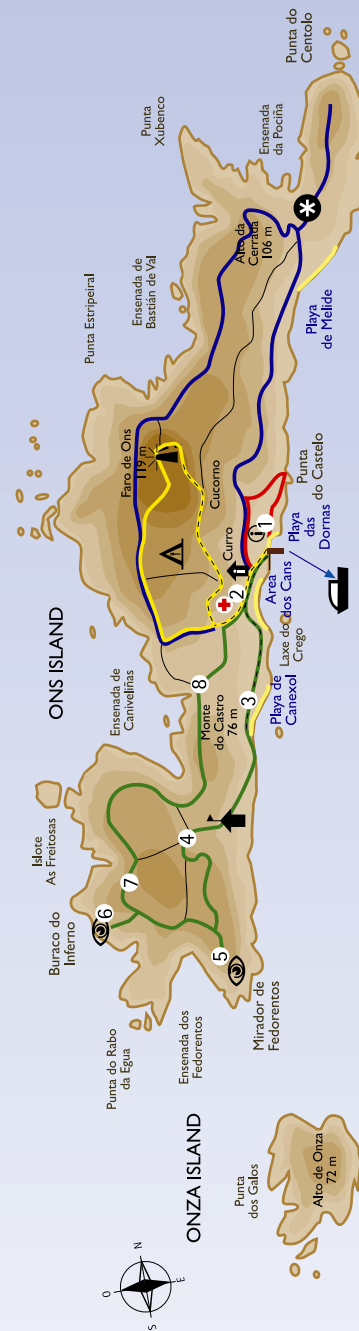 ONS ISLAND
ONZA ISLAND
Buraco do
Inferno
Islote
As Freitosas
Ensenada de
Caniveliñas
Punta Estripeiral
Ensenada de
Bastián de Val
Punta
Xubenco
Ensenada
da Pociña
Punta do
Centolo
Punta do Rabo
da Egua
Ensenada dos
Fedorentos
Mirador de
Fedorentos
Faro de Ons
119 m
Cucorno
Curro
Alto da
Cerrada
106 m
Monte
do Castro
76 m
Playa de
Canexol
Laxe do
Crego
Area
dos Cans
Playa
das
Dornas
Punta
do Castelo
Playa
de Melide
Punta
dos Galos
Alto de Onza
72 m
1
2
3
4
5
6
7
8
i
*
O
N
S
E